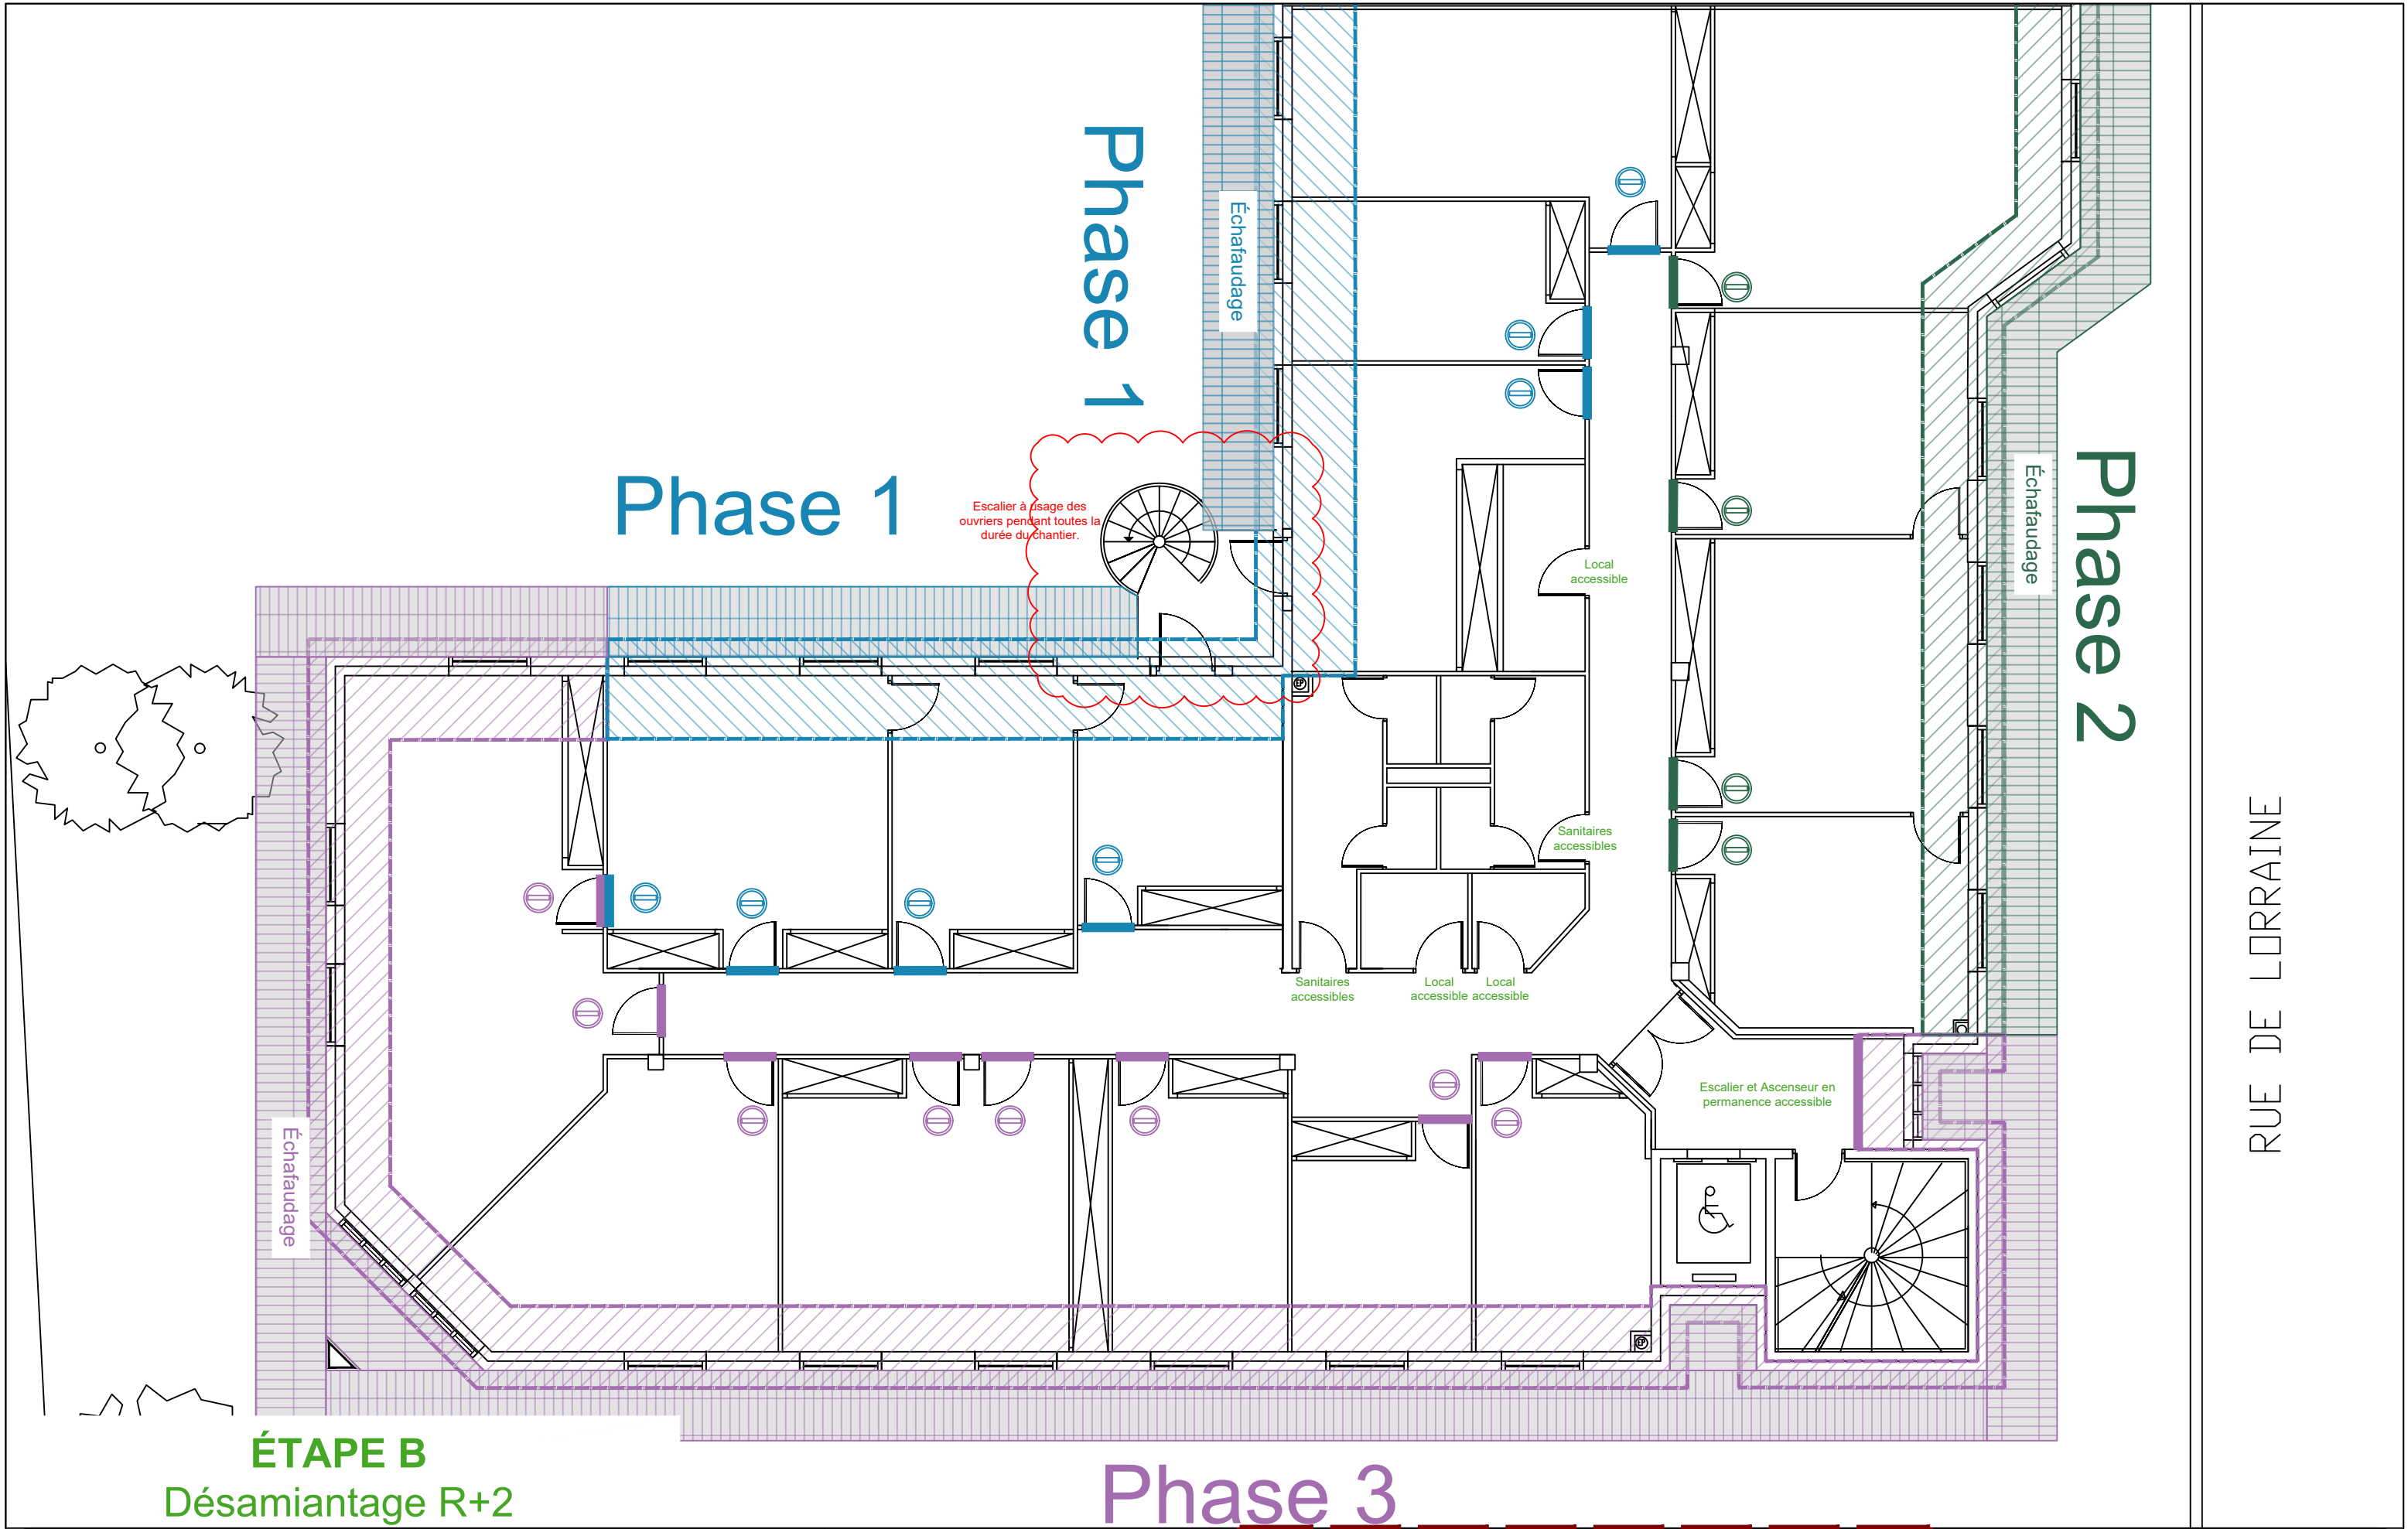 Phase 1
Échafaudage
Phase 1
Escalier à usage des
ouvriers pendant toutes la
durée du chantier.
Phase 2
Échafaudage
Local
accessible
Sanitaires
accessibles
Sanitaires
accessibles
Local
accessible
Local
accessible
Escalier et Ascenseur en
permanence accessible
RUE DE LORRAINE
Échafaudage
ÉTAPE B
Désamiantage R+2
Phase 3